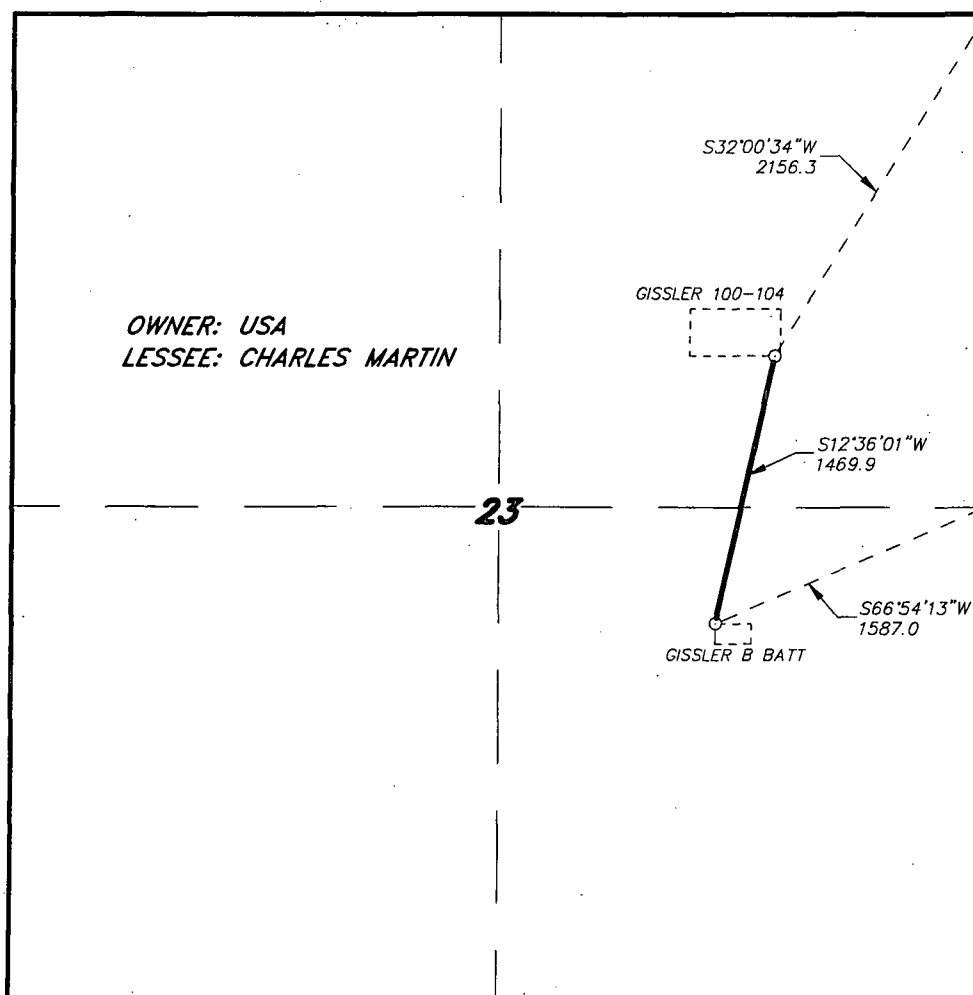 S32°00'34"W
2156.3
GISSLER 100-104
OWNER: USA
LESSEE: CHARLES MARTIN
S12°36'01"W
1469.9
23
S66°54'13"W
1587.0
GISSLER B BATT